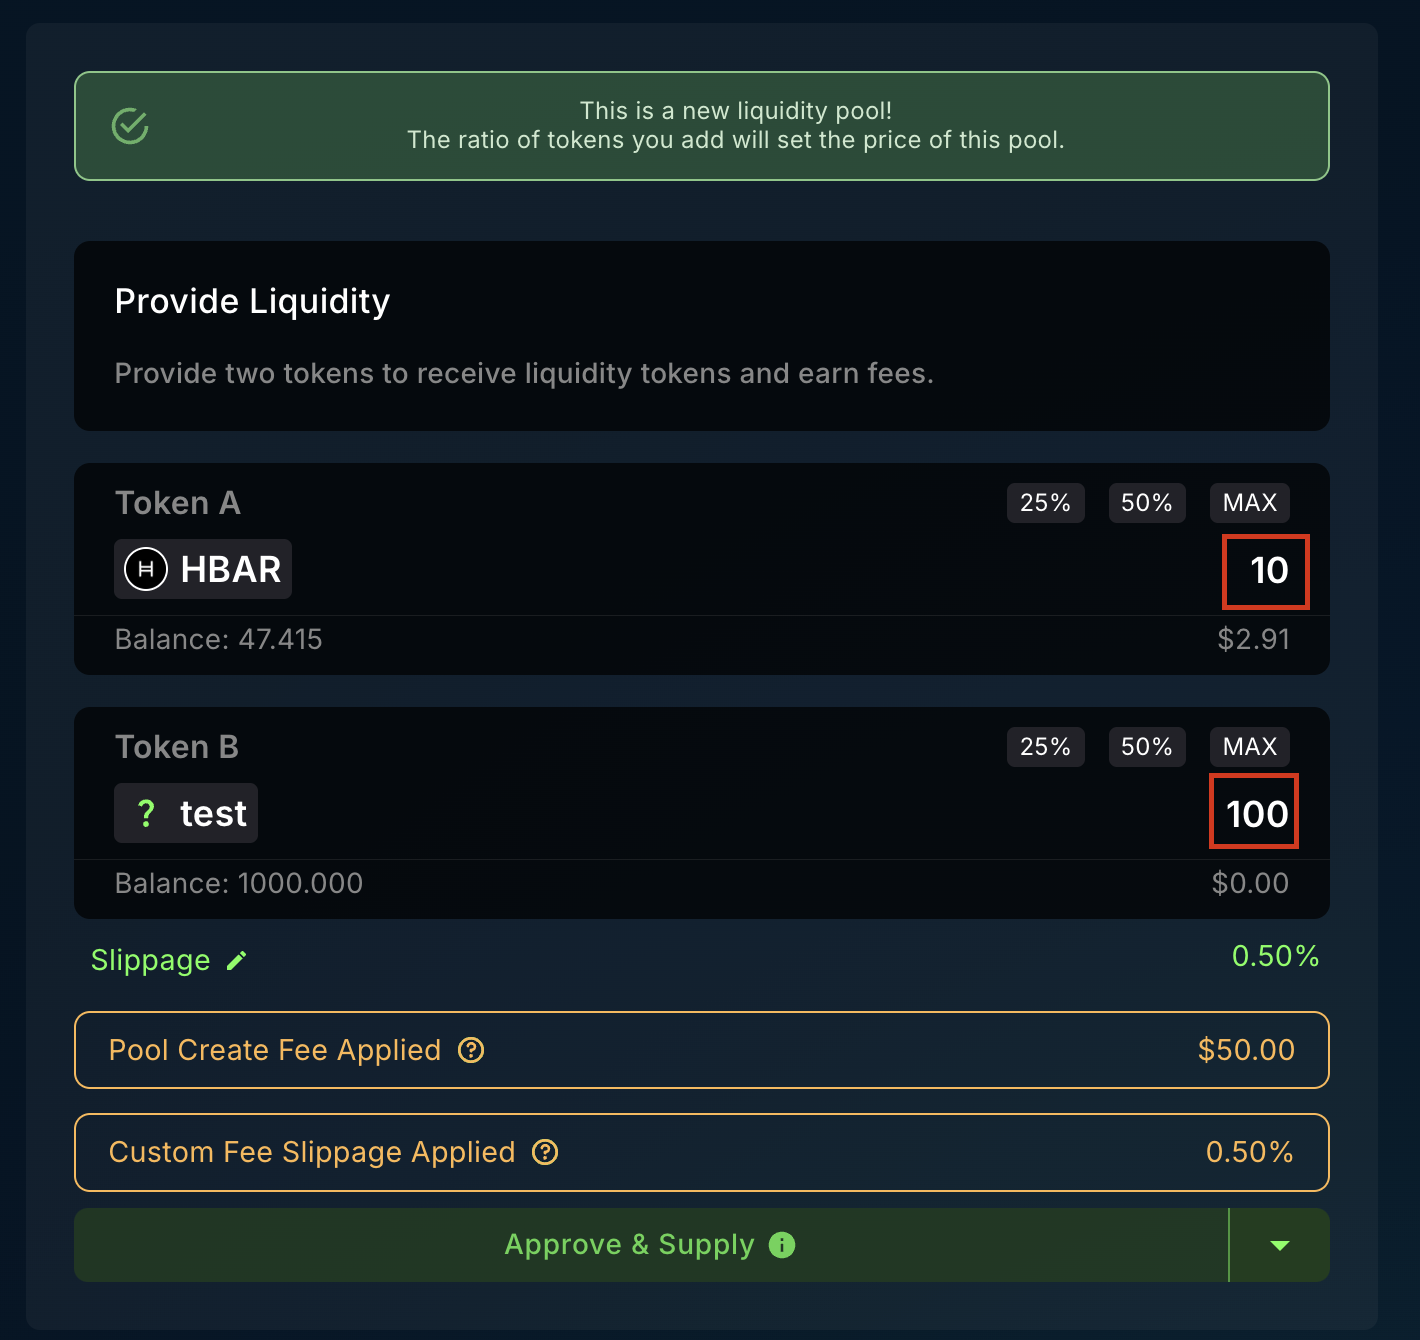 This is a new liquidity pool!
The ratio of tokens you add will set the price of this pool.
Provide Liquidity
Provide two tokens to receive liquidity tokens and earn fees.
Token A
25% 50% MAX
HBAR 10
Balance: 47.415 $2.91
Token B
25% 50% MAX
? test 100
Balance: 1000.000 $0.00
Slippage 0.50%
Pool Create Fee Applied ? $50.00
Custom Fee Slippage Applied ? 0.50%
Approve & Supply i